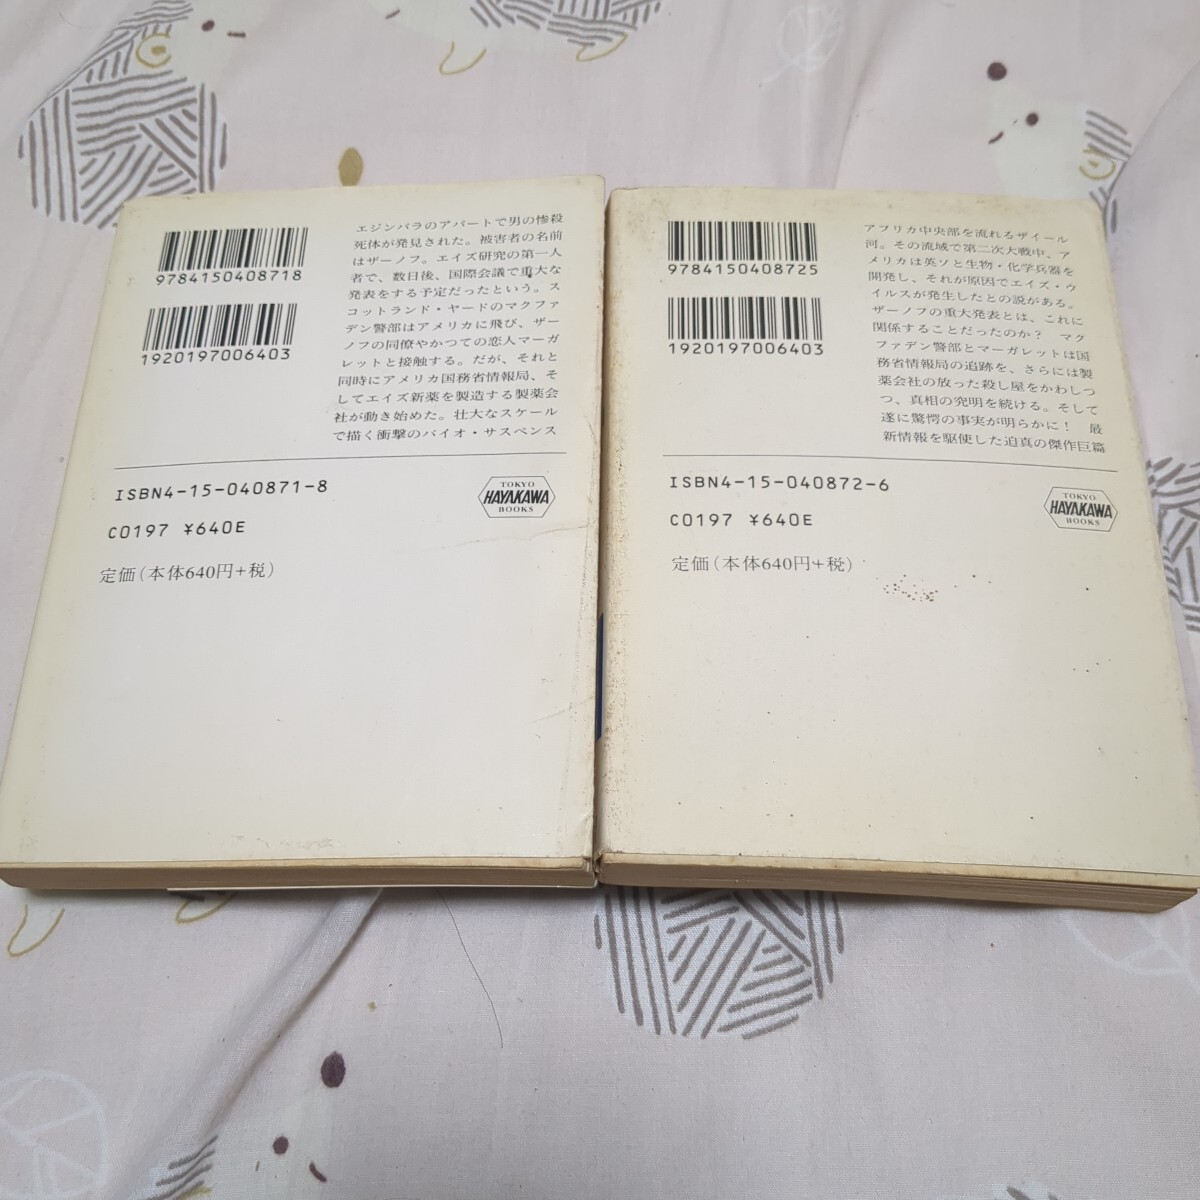 9784150408718
1920197006403
エジンバラのアパートで男の惨殺
死体が発見された。被害者の名前
はザーノフ。エイズ研究の第一人
者で、数日後、国際会議で重大な
発表をする予定だったという。ス
コットランド・ヤードのマクファ
デン警部はアメリカに飛び、ザー
ノフの同僚やかつての恋人マーガ
レットと接触する。だが、それと
同時にアメリカ国務省情報局、そ
してエイズ新薬を製造する製薬会
社が動き始めた。壮大なスケール
で描く衝撃のバイオ・サスペンス
ISBN4-15-040871-8
C0197 ¥640E
定価(本体640円+税)
TOKYO
HAYAKAWA
BOOKS
9784150408725
1920197006403
アフリカ中央部を流れるザイール
河。その流域で第二次大戦中、ア
メリカは英ソと生物・化学兵器を
開発し、それが原因でエイズ・ウ
イルスが発生したとの説がある。
ザーノフの重大発表とは、これに
関係することだったのか? マク
ファデン警部とマーガレットは国
務省情報局の追跡を、さらには製
薬会社の放った殺し屋をかわしつ
つ、真相の究明を続ける。そして
遂に驚愕の事実が明らかに! 最
新情報を駆使した迫真の傑作巨篇
ISBN4-15-040872-6
C0197 ¥640E
定価(本体640円+税)
TOKYO
HAYAKAWA
BOOKS